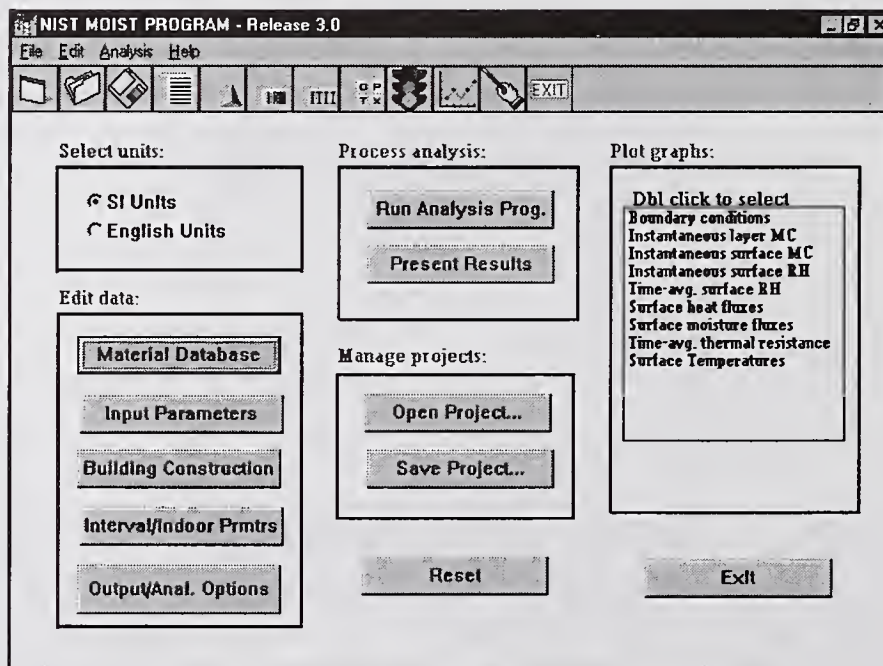 NIST MOIST PROGRAM - Release 3.0
File Edit Analysis Help
EXIT
Select units:
SI Units
English Units
Edit data:
Material Database
Input Parameters
Building Construction
Interval/Indoor Prmtrs
Output/Anal. Options
Process analysis:
Run Analysis Prog.
Present Results
Manage projects:
Open Project...
Save Project...
Reset
Plot graphs:
Dbl click to select
Boundary conditions
Instantaneous layer MC
Instantaneous surface MC
Instantaneous surface RH
Time-avg. surface RH
Surface heat fluxes
Surface moisture fluxes
Time-avg. thermal resistance
Surface Temperatures
Exit